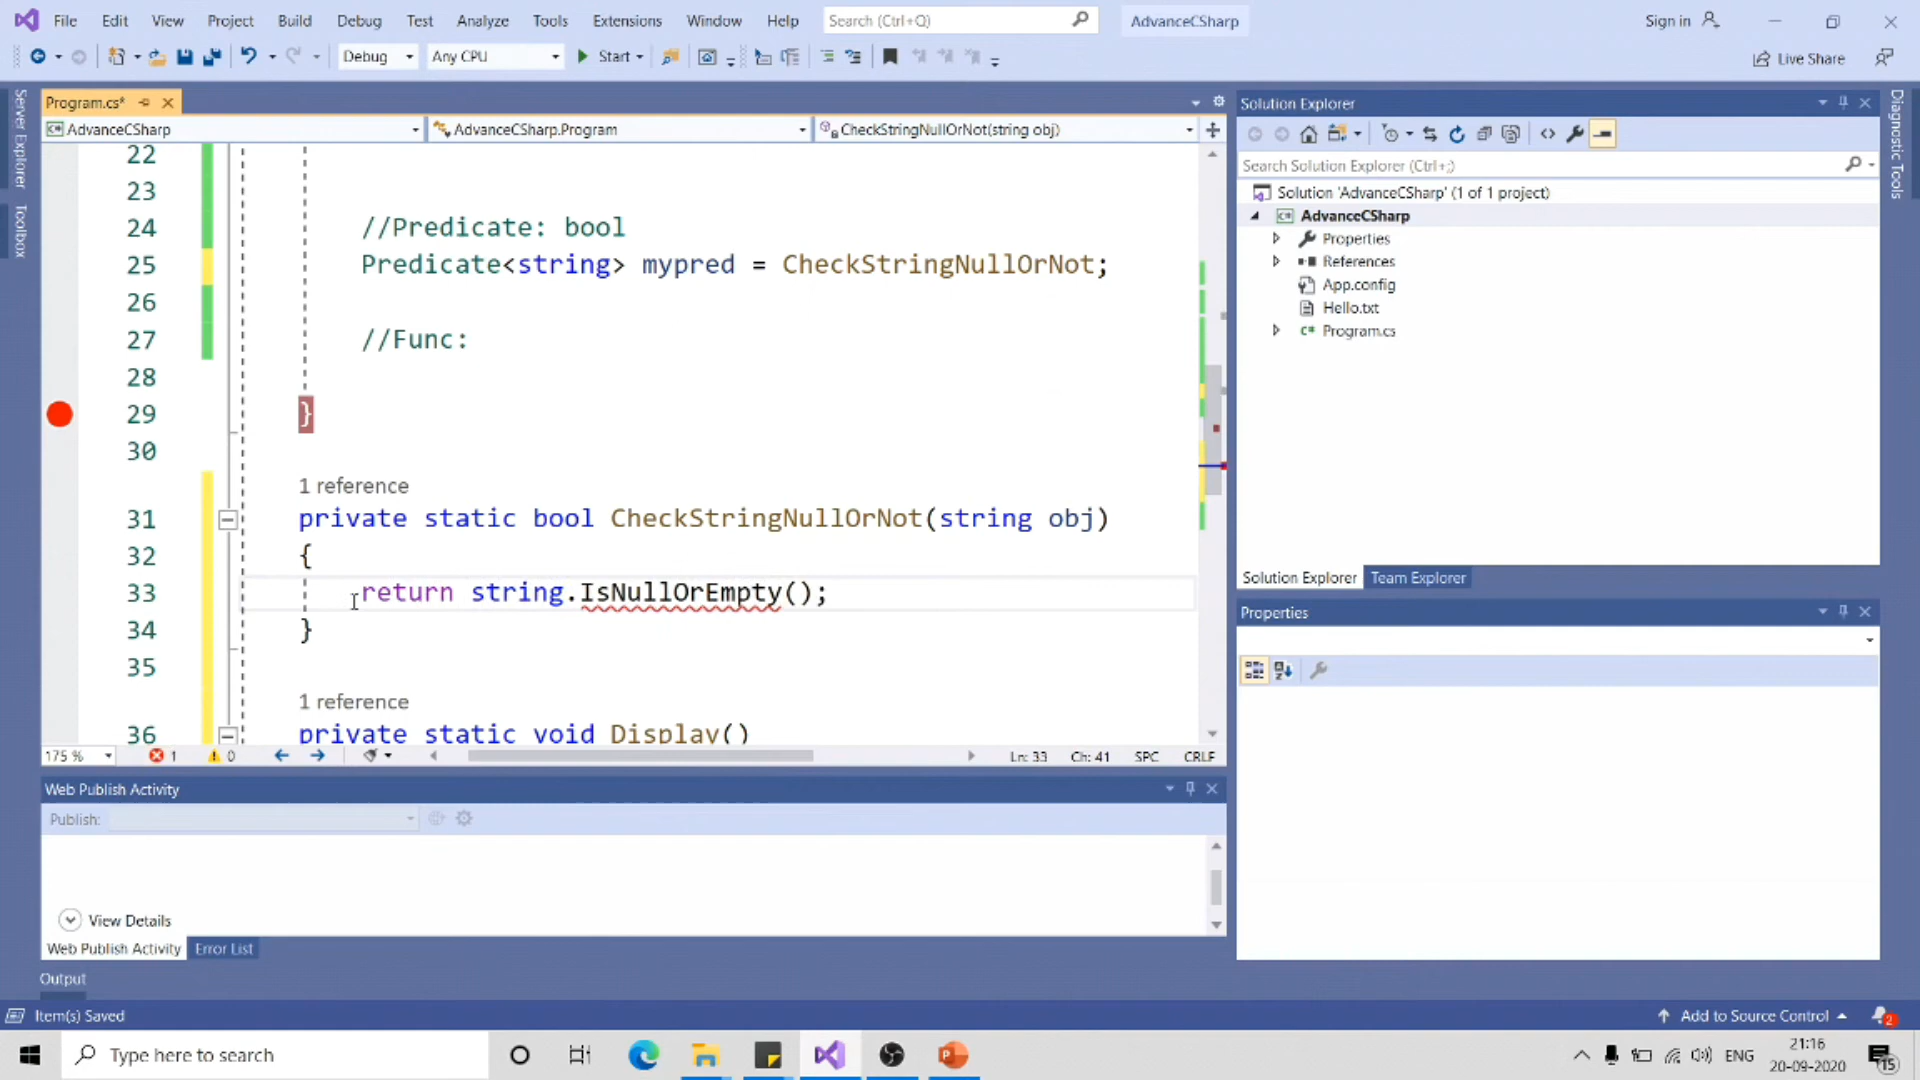 File Edit View Project Build Debug Test Analyze Tools Extensions Window Help Search (Ctrl+Q) AdvanceCSharp Sign in
Debug Any CPU Start Live Share
Server Explorer
Toolbox
Program.cs*
AdvanceCSharp AdvanceCSharp.Program CheckStringNullOrNot(string obj)
22
23
24 //Predicate: bool
25 Predicate<string> mypred = CheckStringNullOrNot;
26
27 //Func:
28
29 }
30
1 reference
31 private static bool CheckStringNullOrNot(string obj)
32 {
33 return string.IsNullOrEmpty();
34 }
35
1 reference
36 private static void Display()
175 % 1 0 Ln: 33 Ch: 41 SPC CRLF
Web Publish Activity
Publish:
View Details
Web Publish Activity Error List
Output
Solution Explorer
Search Solution Explorer (Ctrl+;)
Solution 'AdvanceCSharp' (1 of 1 project)
AdvanceCSharp
Properties
References
App.config
Hello.txt
Program.cs
Solution Explorer Team Explorer
Properties
Diagnostic Tools
Item(s) Saved Add to Source Control 2
Type here to search ENG 21:16
20-09-2020 15